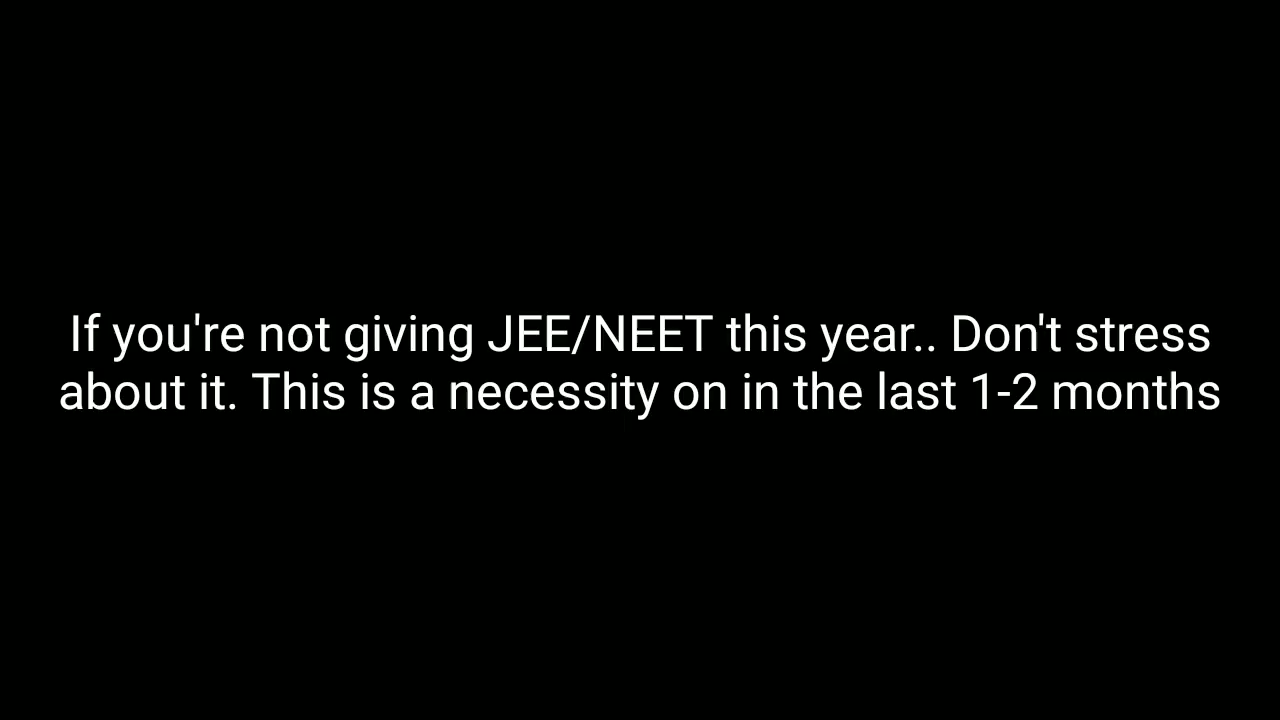 If you're not giving JEE/NEET this year.. Don't stress
about it. This is a necessity on in the last 1-2 months